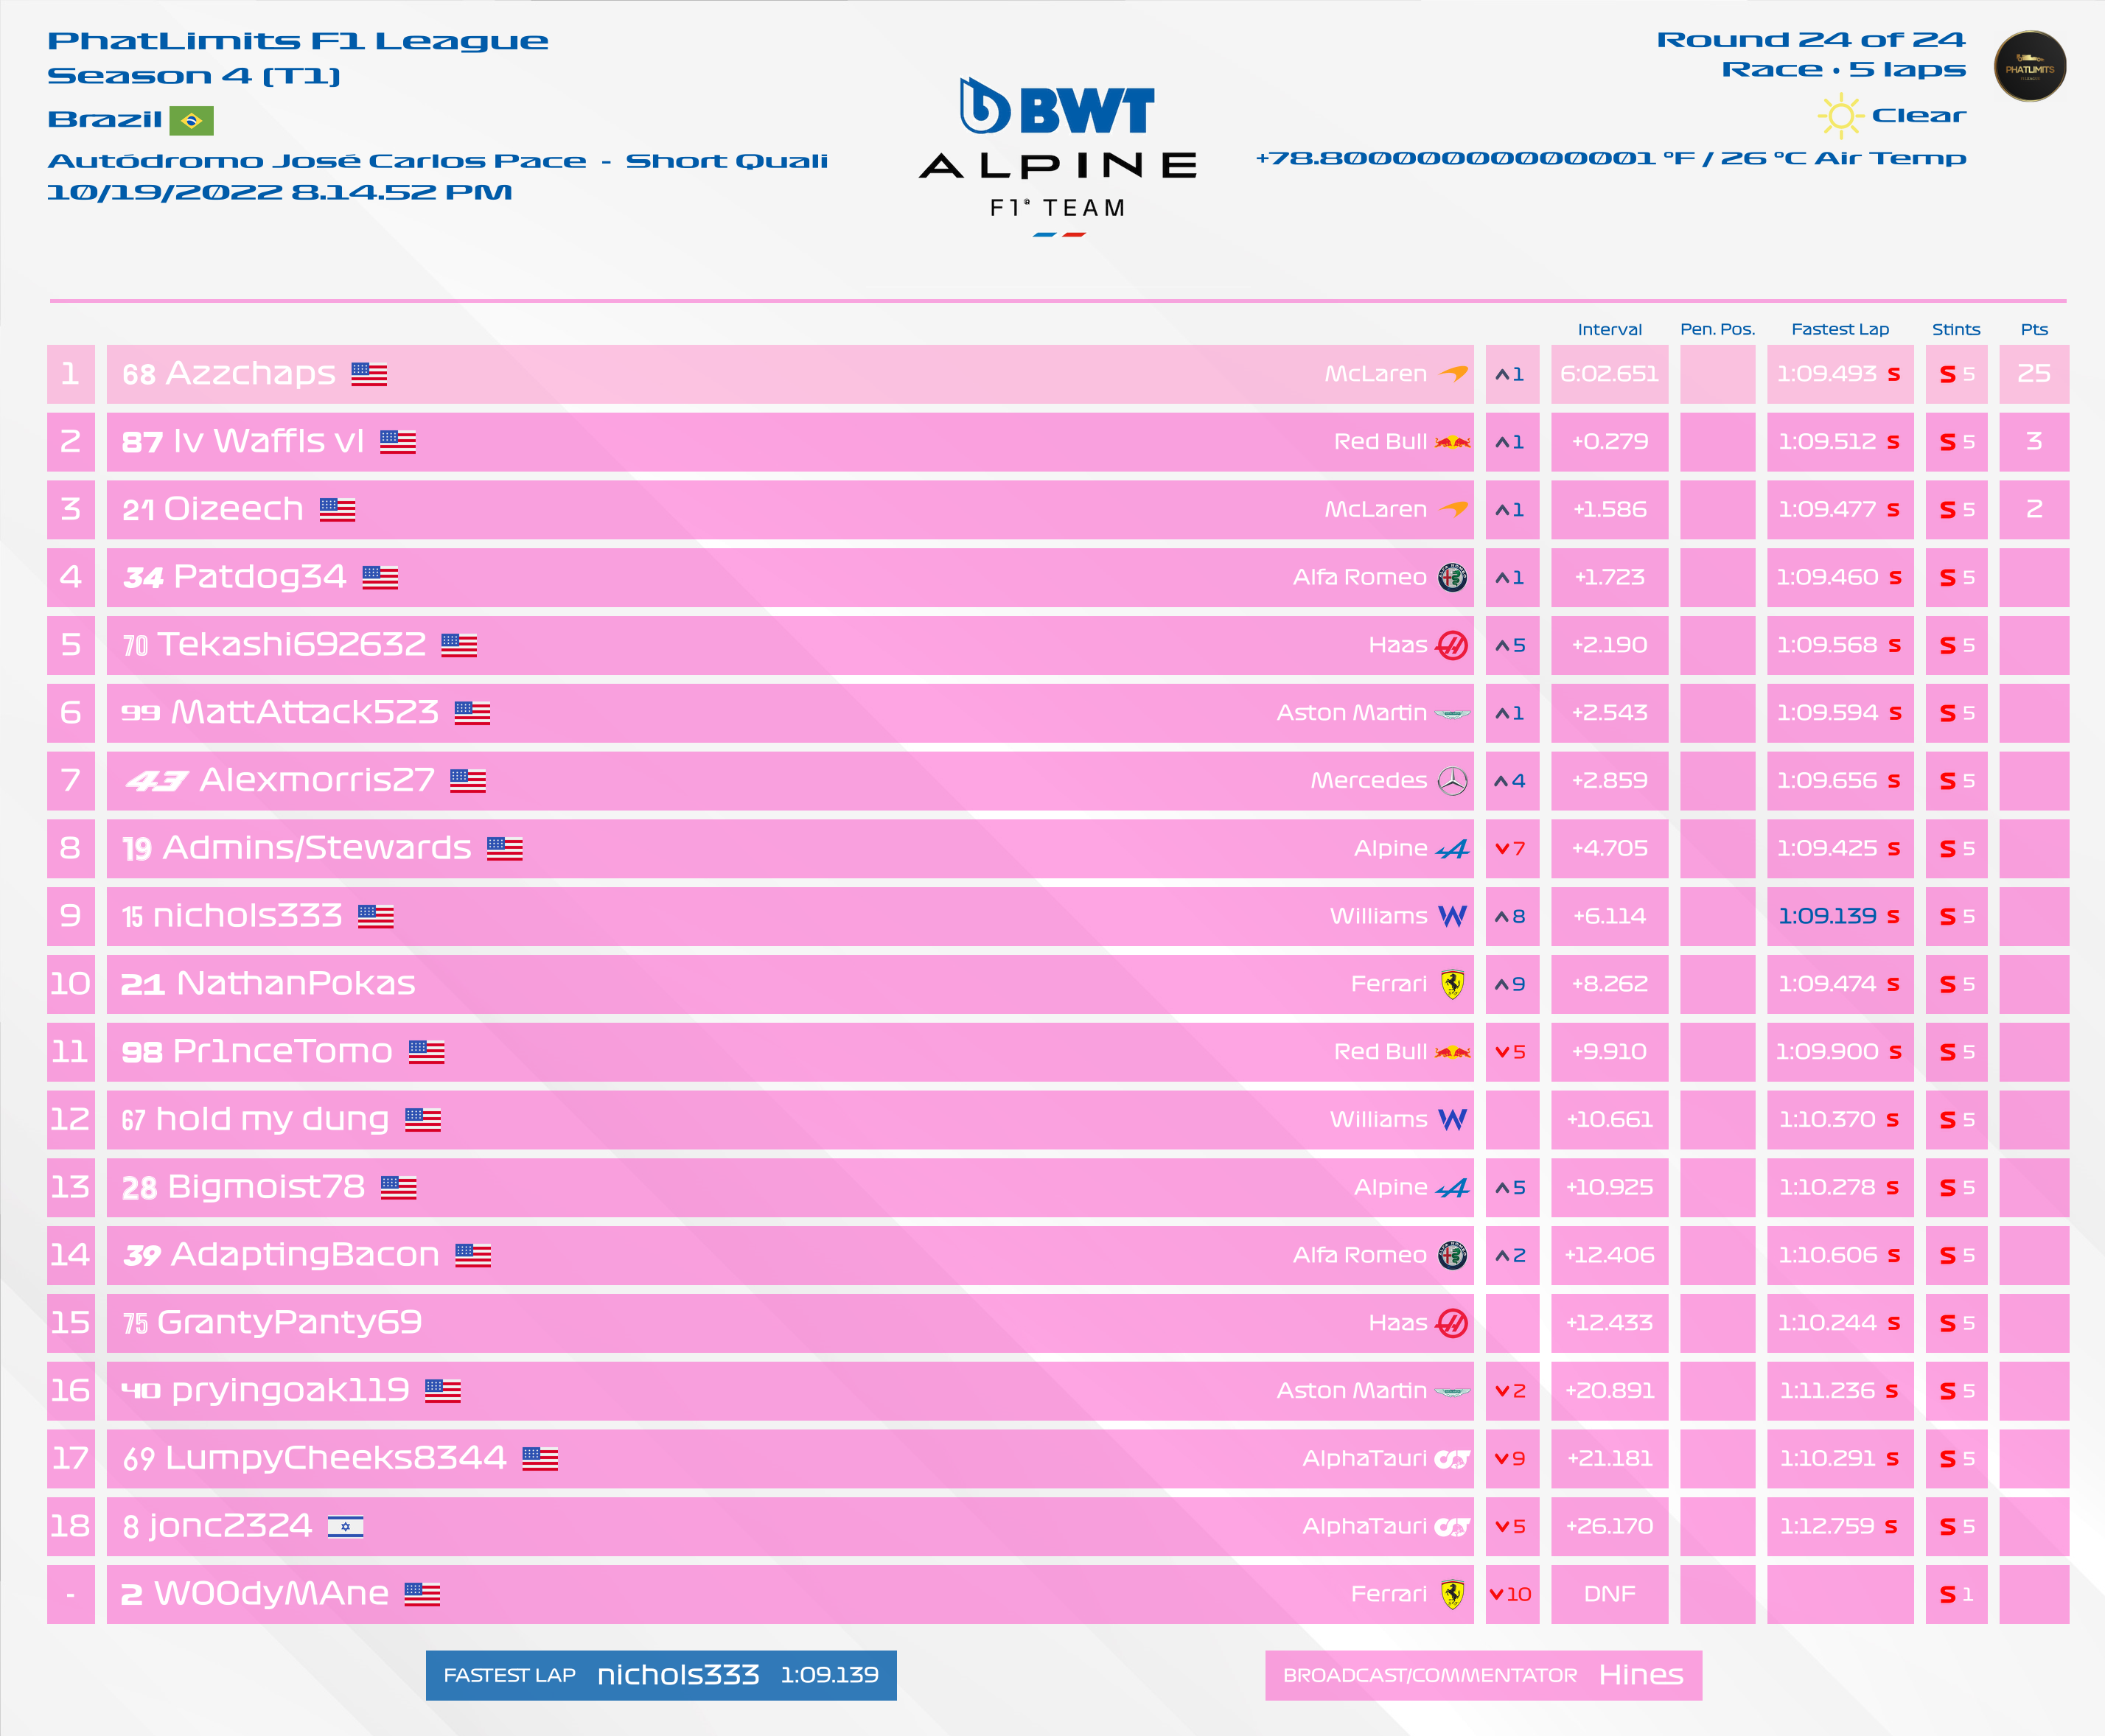 PhatLimits F1 League
Season 4 (T1)
Brazil
Autódromo José Carlos Pace - Short Quali
10/19/2022 8.14.52 PM
BWT
ALPINE
F1® TEAM
Round 24 of 24
Race • 5 laps
Clear
+78.80000000000001 °F / 26 °C Air Temp
PHATLIMITS
Interval Pen. Pos. Fastest Lap Stints Pts
1 68 Azzchaps McLaren 1 6:02.651 1:09.493 S S 5 25
2 87 lv Waffls vl Red Bull 1 +0.279 1:09.512 S S 5 3
3 21 Oizeech McLaren 1 +1.586 1:09.477 S S 5 2
4 34 Patdog34 Alfa Romeo 1 +1.723 1:09.460 S S 5
5 70 Tekashi692632 Haas 5 +2.190 1:09.568 S S 5
6 99 MattAttack523 Aston Martin 1 +2.543 1:09.594 S S 5
7 43 Alexmorris27 Mercedes 4 +2.859 1:09.656 S S 5
8 19 Admins/Stewards Alpine 7 +4.705 1:09.425 S S 5
9 15 nichols333 Williams 8 +6.114 1:09.139 S S 5
10 21 NathanPokas Ferrari 9 +8.262 1:09.474 S S 5
11 98 Pr1nceTomo Red Bull 5 +9.910 1:09.900 S S 5
12 67 hold my dung Williams +10.661 1:10.370 S S 5
13 28 Bigmoist78 Alpine 5 +10.925 1:10.278 S S 5
14 39 AdaptingBacon Alfa Romeo 2 +12.406 1:10.606 S S 5
15 75 GrantyPanty69 Haas +12.433 1:10.244 S S 5
16 40 pryingoak119 Aston Martin 2 +20.891 1:11.236 S S 5
17 69 LumpyCheeks8344 AlphaTauri 9 +21.181 1:10.291 S S 5
18 8 jonc2324 AlphaTauri 5 +26.170 1:12.759 S S 5
- 2 W00dyMAne Ferrari 10 DNF S 1
FASTEST LAP nichols333 1:09.139
BROADCAST/COMMENTATOR Hines